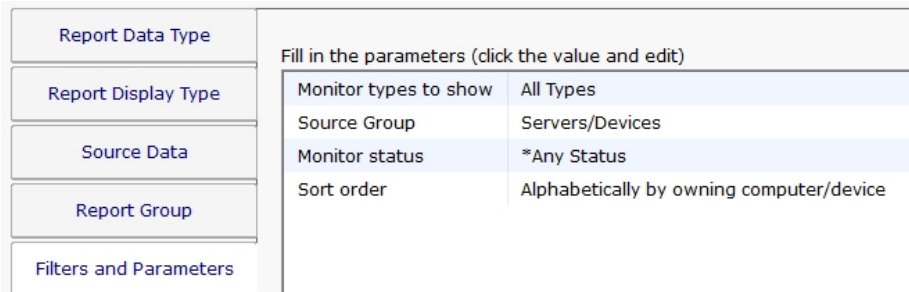 Report Data Type
Report Display Type
Source Data
Report Group
Filters and Parameters
Fill in the parameters (click the value and edit)
Monitor types to show All Types
Source Group Servers/Devices
Monitor status *Any Status
Sort order Alphabetically by owning computer/device